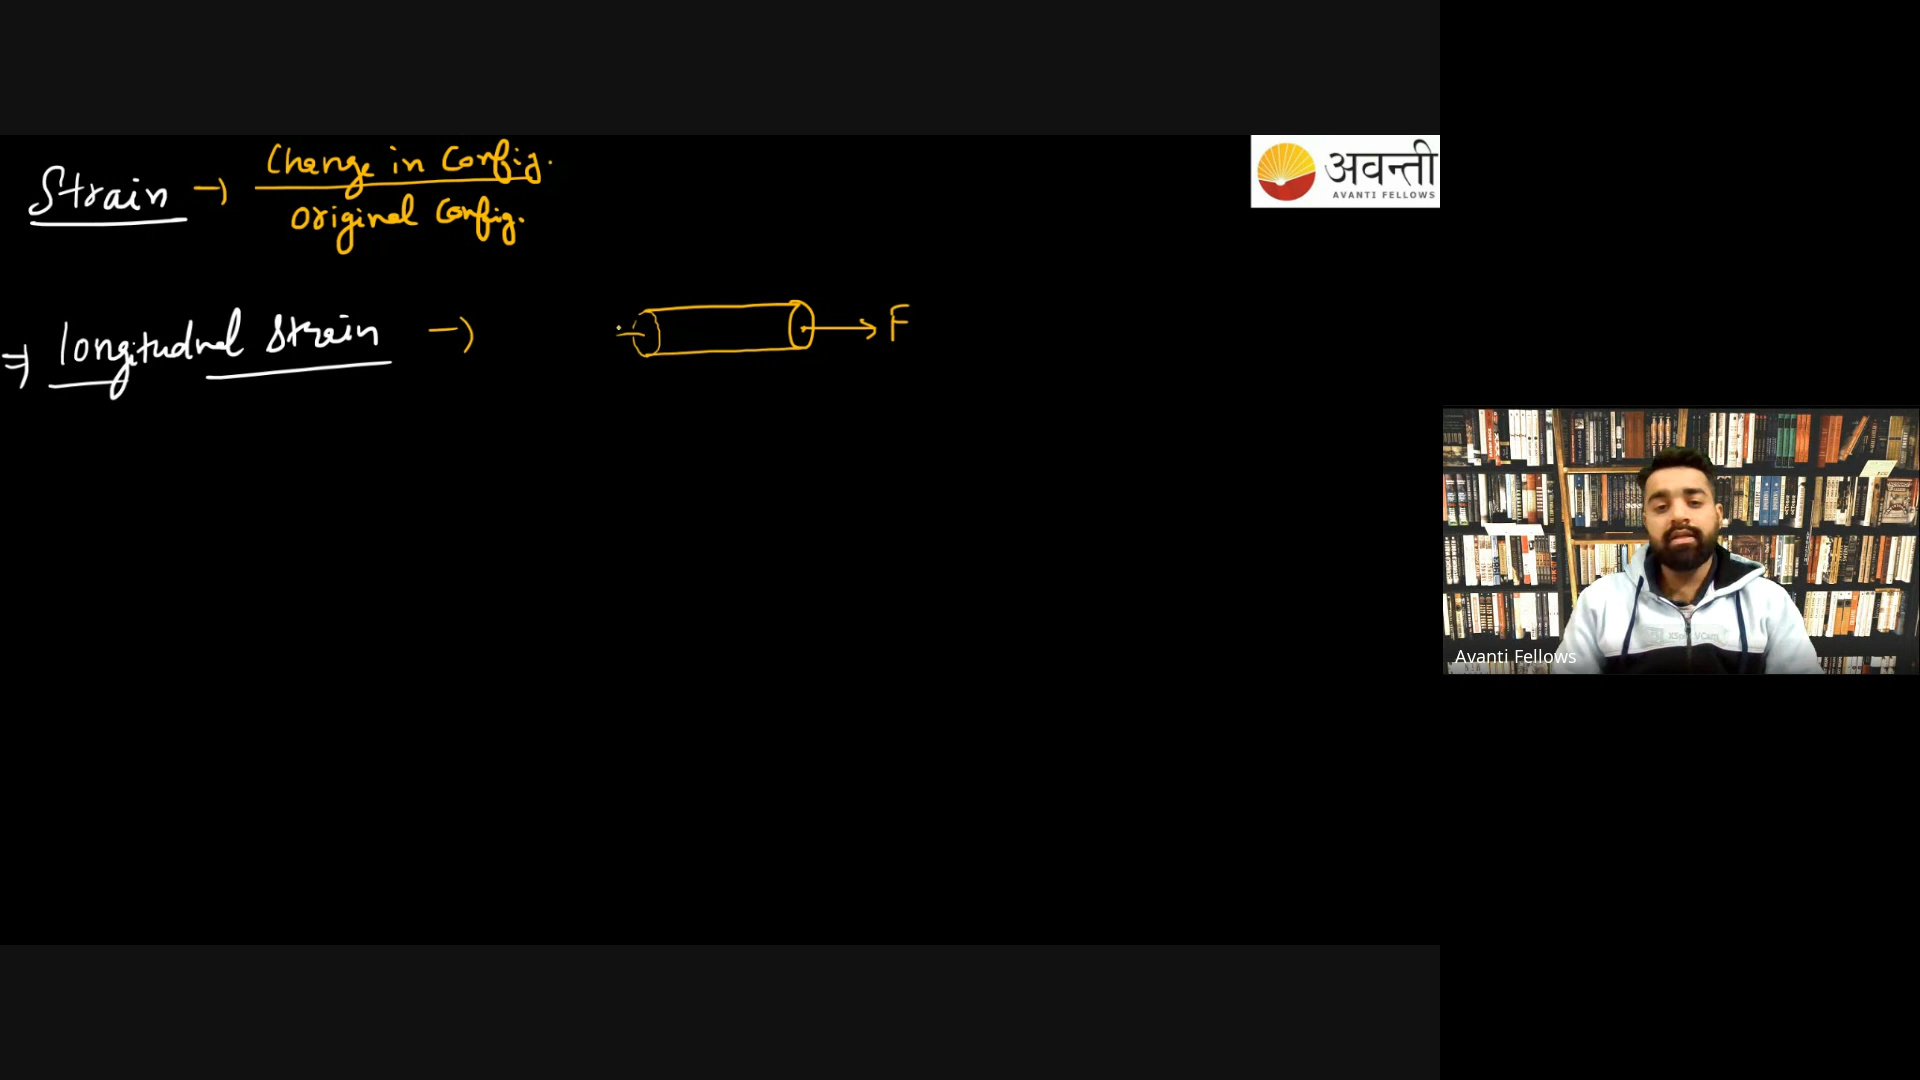 Change in Config.
Strain →
Original Config.
⇒ longitudnal strain →
F
अवन्ती
AVANTI FELLOWS
Avanti Fellows